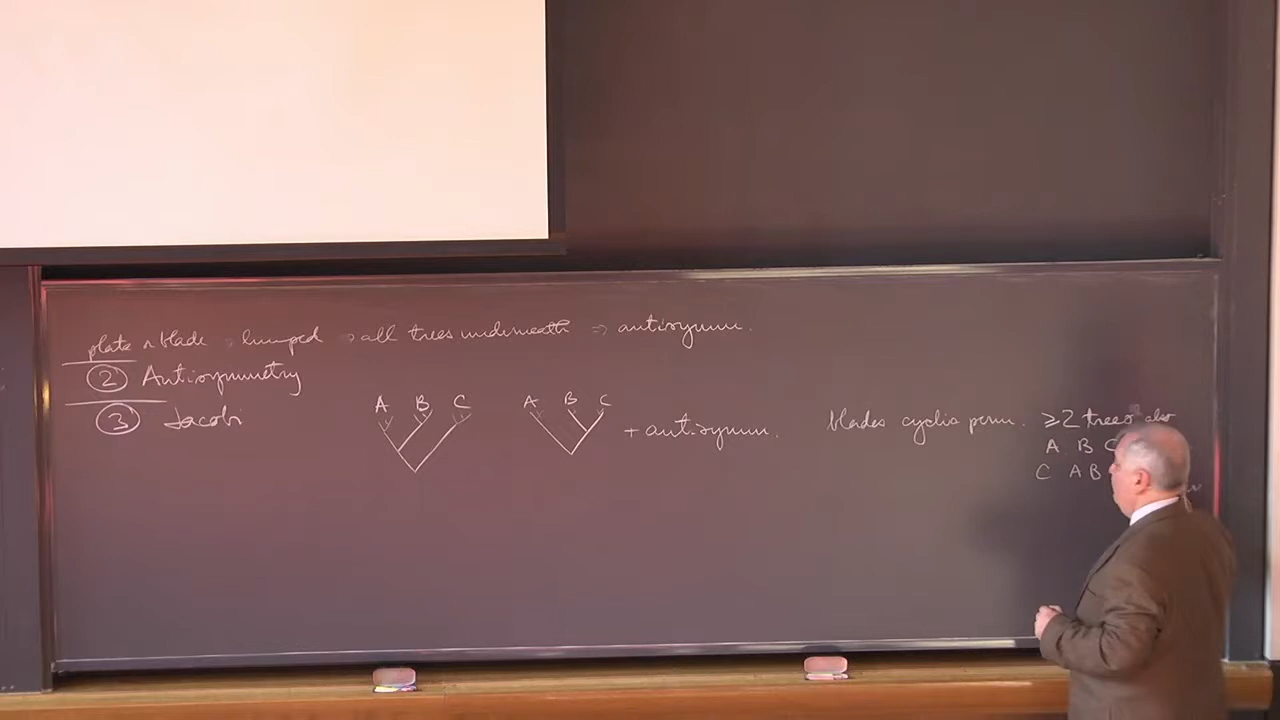 plate n blade → lumped → all trees underneath ⇒ antisymm.
② Antisymmetry
③ Jacobi
A B C A B C + antisymm. blades cyclic perm. ≥2 trees also
A B C
C A B